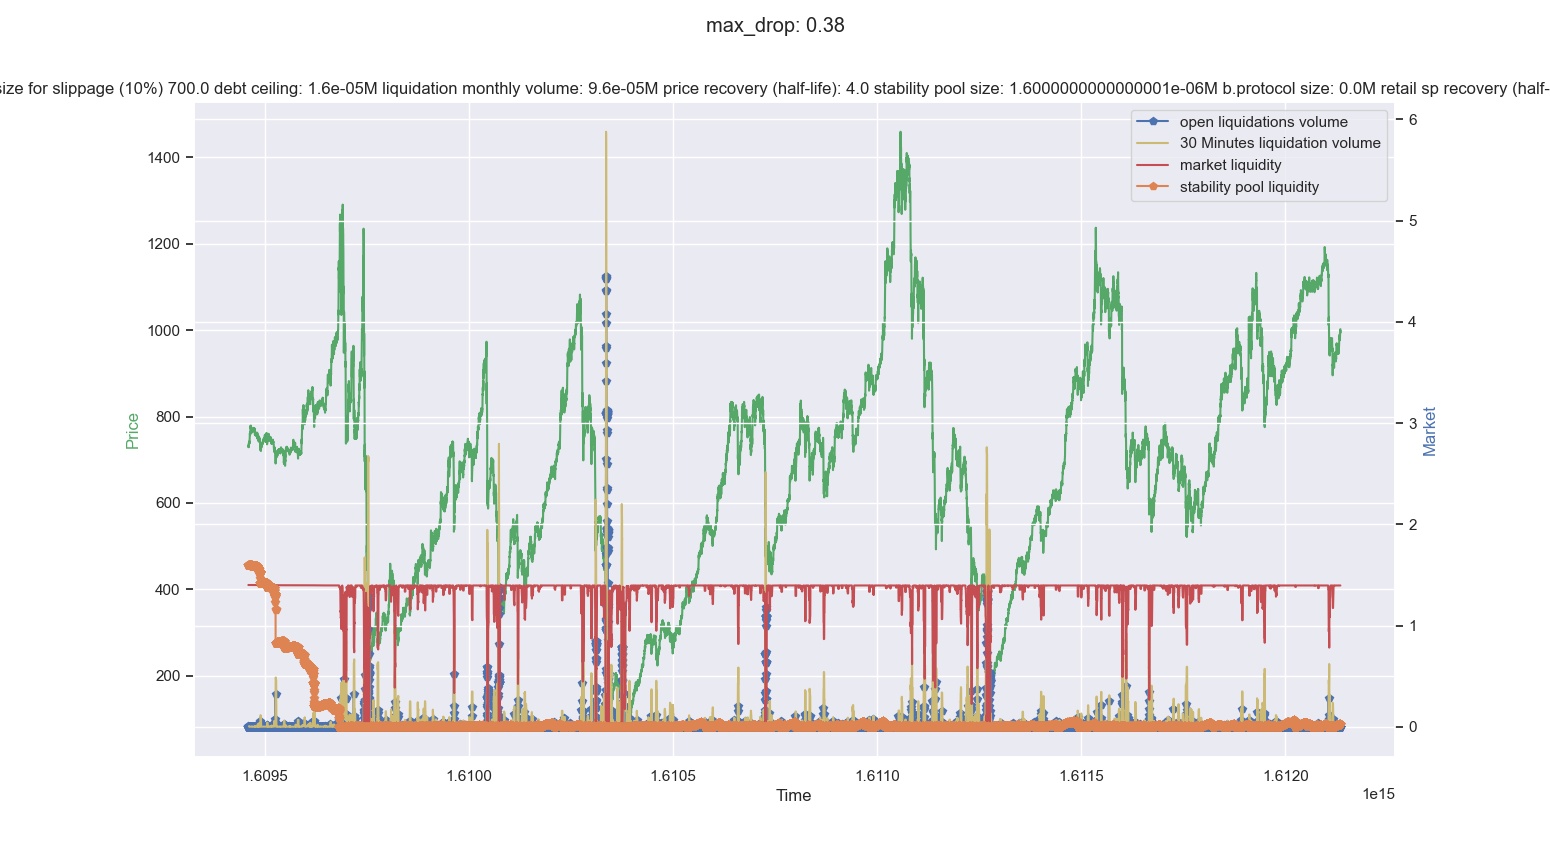 max_drop: 0.38
size for slippage (10%) 700.0 debt ceiling: 1.6e-05M liquidation monthly volume: 9.6e-05M price recovery (half-life): 4.0 stability pool size: 1.6000000000000001e-06M b.protocol size: 0.0M retail sp recovery (half-
open liquidations volume
30 Minutes liquidation volume
market liquidity
stability pool liquidity
1400
1200
1000
800
600
400
200
Price
6
5
4
3
2
1
0
Market
1.6095
1.6100
1.6105
1.6110
1.6115
1.6120
1e15
Time